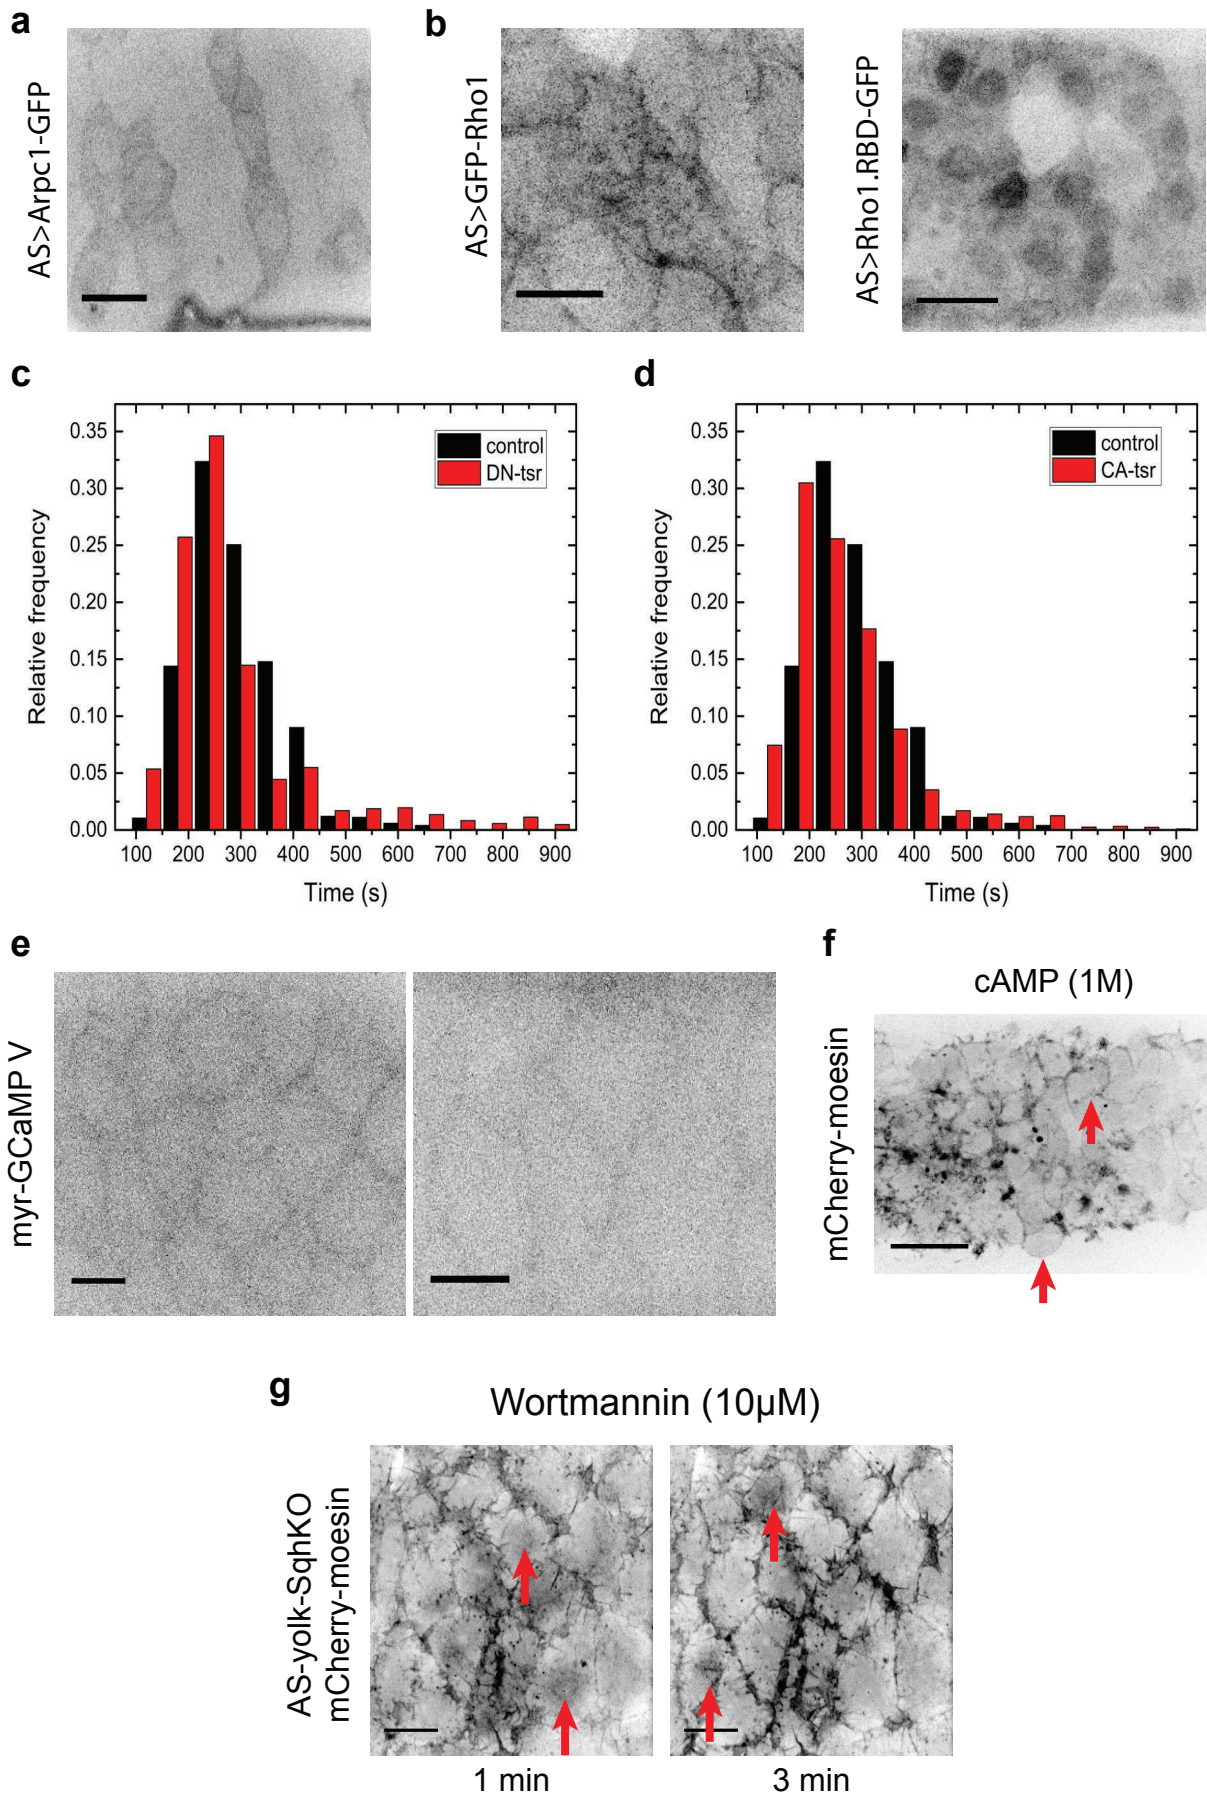 a
AS>Arpc1-GFP
b
AS>GFP-Rho1
AS>Rho1.RBD-GFP
c
Relative frequency
0.35
0.30
0.25
0.20
0.15
0.10
0.05
0.00
control
DN-tsr
100 200 300 400 500 600 700 800 900
Time (s)
d
Relative frequency
0.35
0.30
0.25
0.20
0.15
0.10
0.05
0.00
control
CA-tsr
100 200 300 400 500 600 700 800 900
Time (s)
e
myr-GCaMP V
f
cAMP (1M)
mCherry-moesin
g
Wortmannin (10µM)
AS-yolk-SqhKO
mCherry-moesin
1 min
3 min